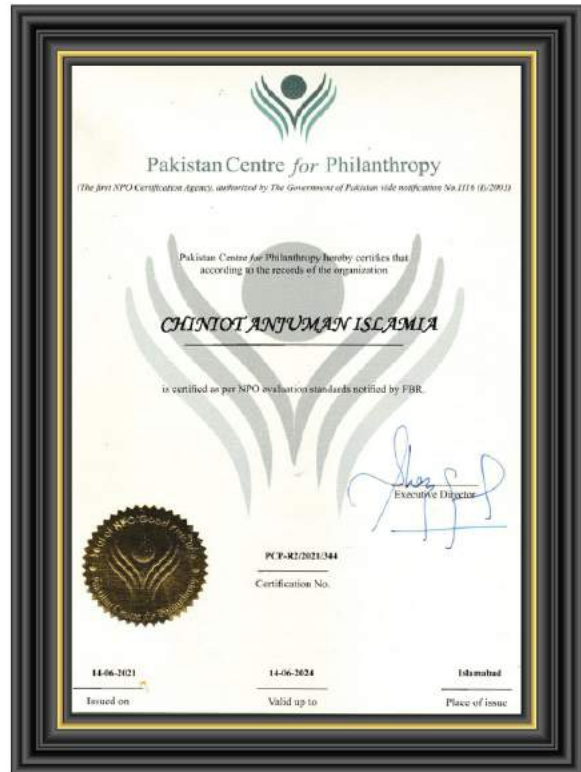 Pakistan Centre for Philanthropy
(The first NPO Certification Agency, authorized by The Government of Pakistan vide notification No.1116 (I)/2003)
Pakistan Centre for Philanthropy hereby certifies that
according to the records of the organization
CHINIOT ANJUMAN ISLAMIA
is certified as per NPO evaluation standards notified by FBR.
Executive Director
PCP-R2/2021/344
Certification No.
14-06-2021
Issued on
14-06-2024
Valid up to
Islamabad
Place of issue